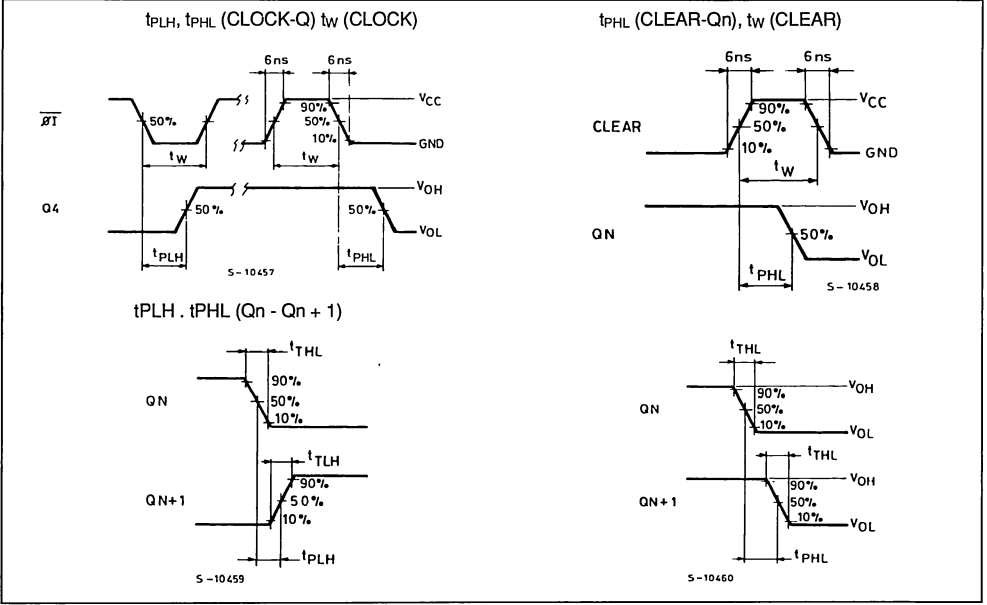 tPLH, tPHL (CLOCK-Q) tW (CLOCK)
6ns 6ns
90%
50%
10%
VCC
GND
ØI
50%
tW
tW
Q4
50%
50%
VOH
VOL
tPLH
tPHL
S-10457
tPHL (CLEAR-Qn), tW (CLEAR)
6ns 6ns
CLEAR
90%
50%
10%
VCC
GND
tW
QN
50%
VOH
VOL
tPHL
S-10458
tPLH . tPHL (Qn - Qn + 1)
tTHL
QN
90%
50%
10%
tTLH
QN+1
90%
50%
10%
tPLH
S-10459
tTHL
QN
90%
50%
10%
VOH
VOL
tTHL
QN+1
90%
50%
10%
VOH
VOL
tPHL
S-10460